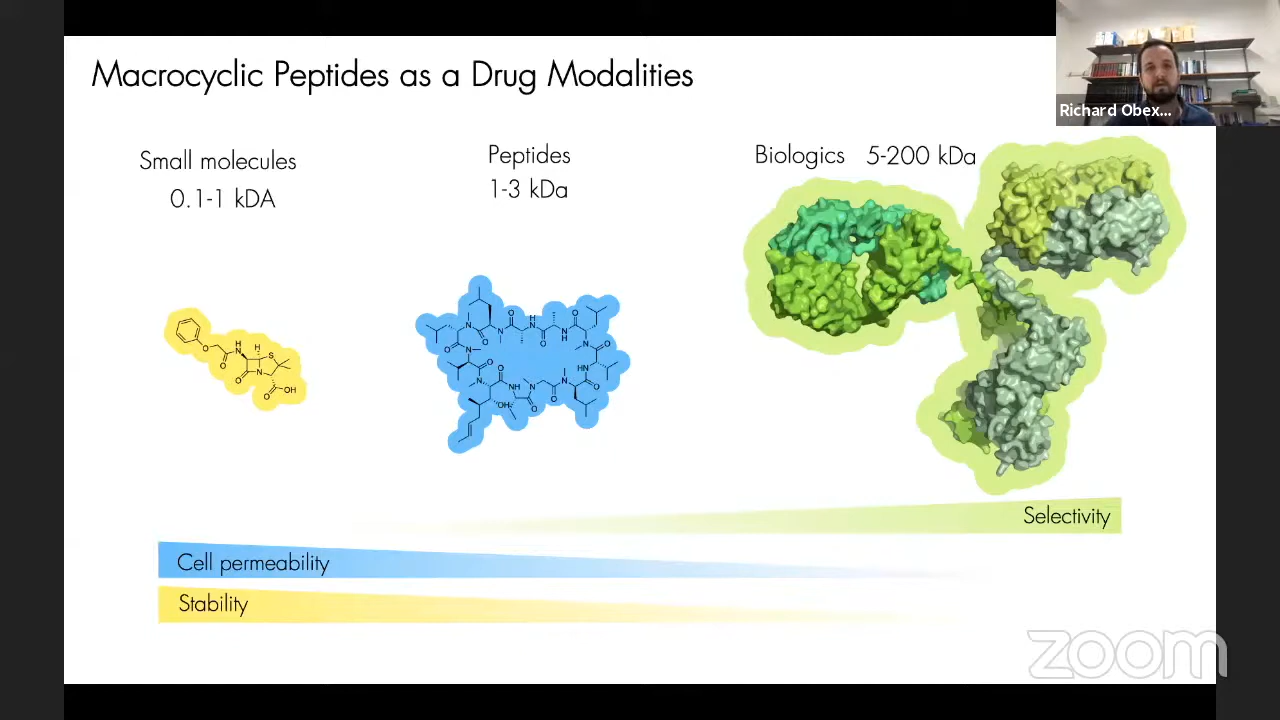 Macrocyclic Peptides as a Drug Modalities
Richard Obex...
Small molecules
0.1-1 kDA
Peptides
1-3 kDa
Biologics 5-200 kDa
Selectivity
Cell permeability
Stability
zoom